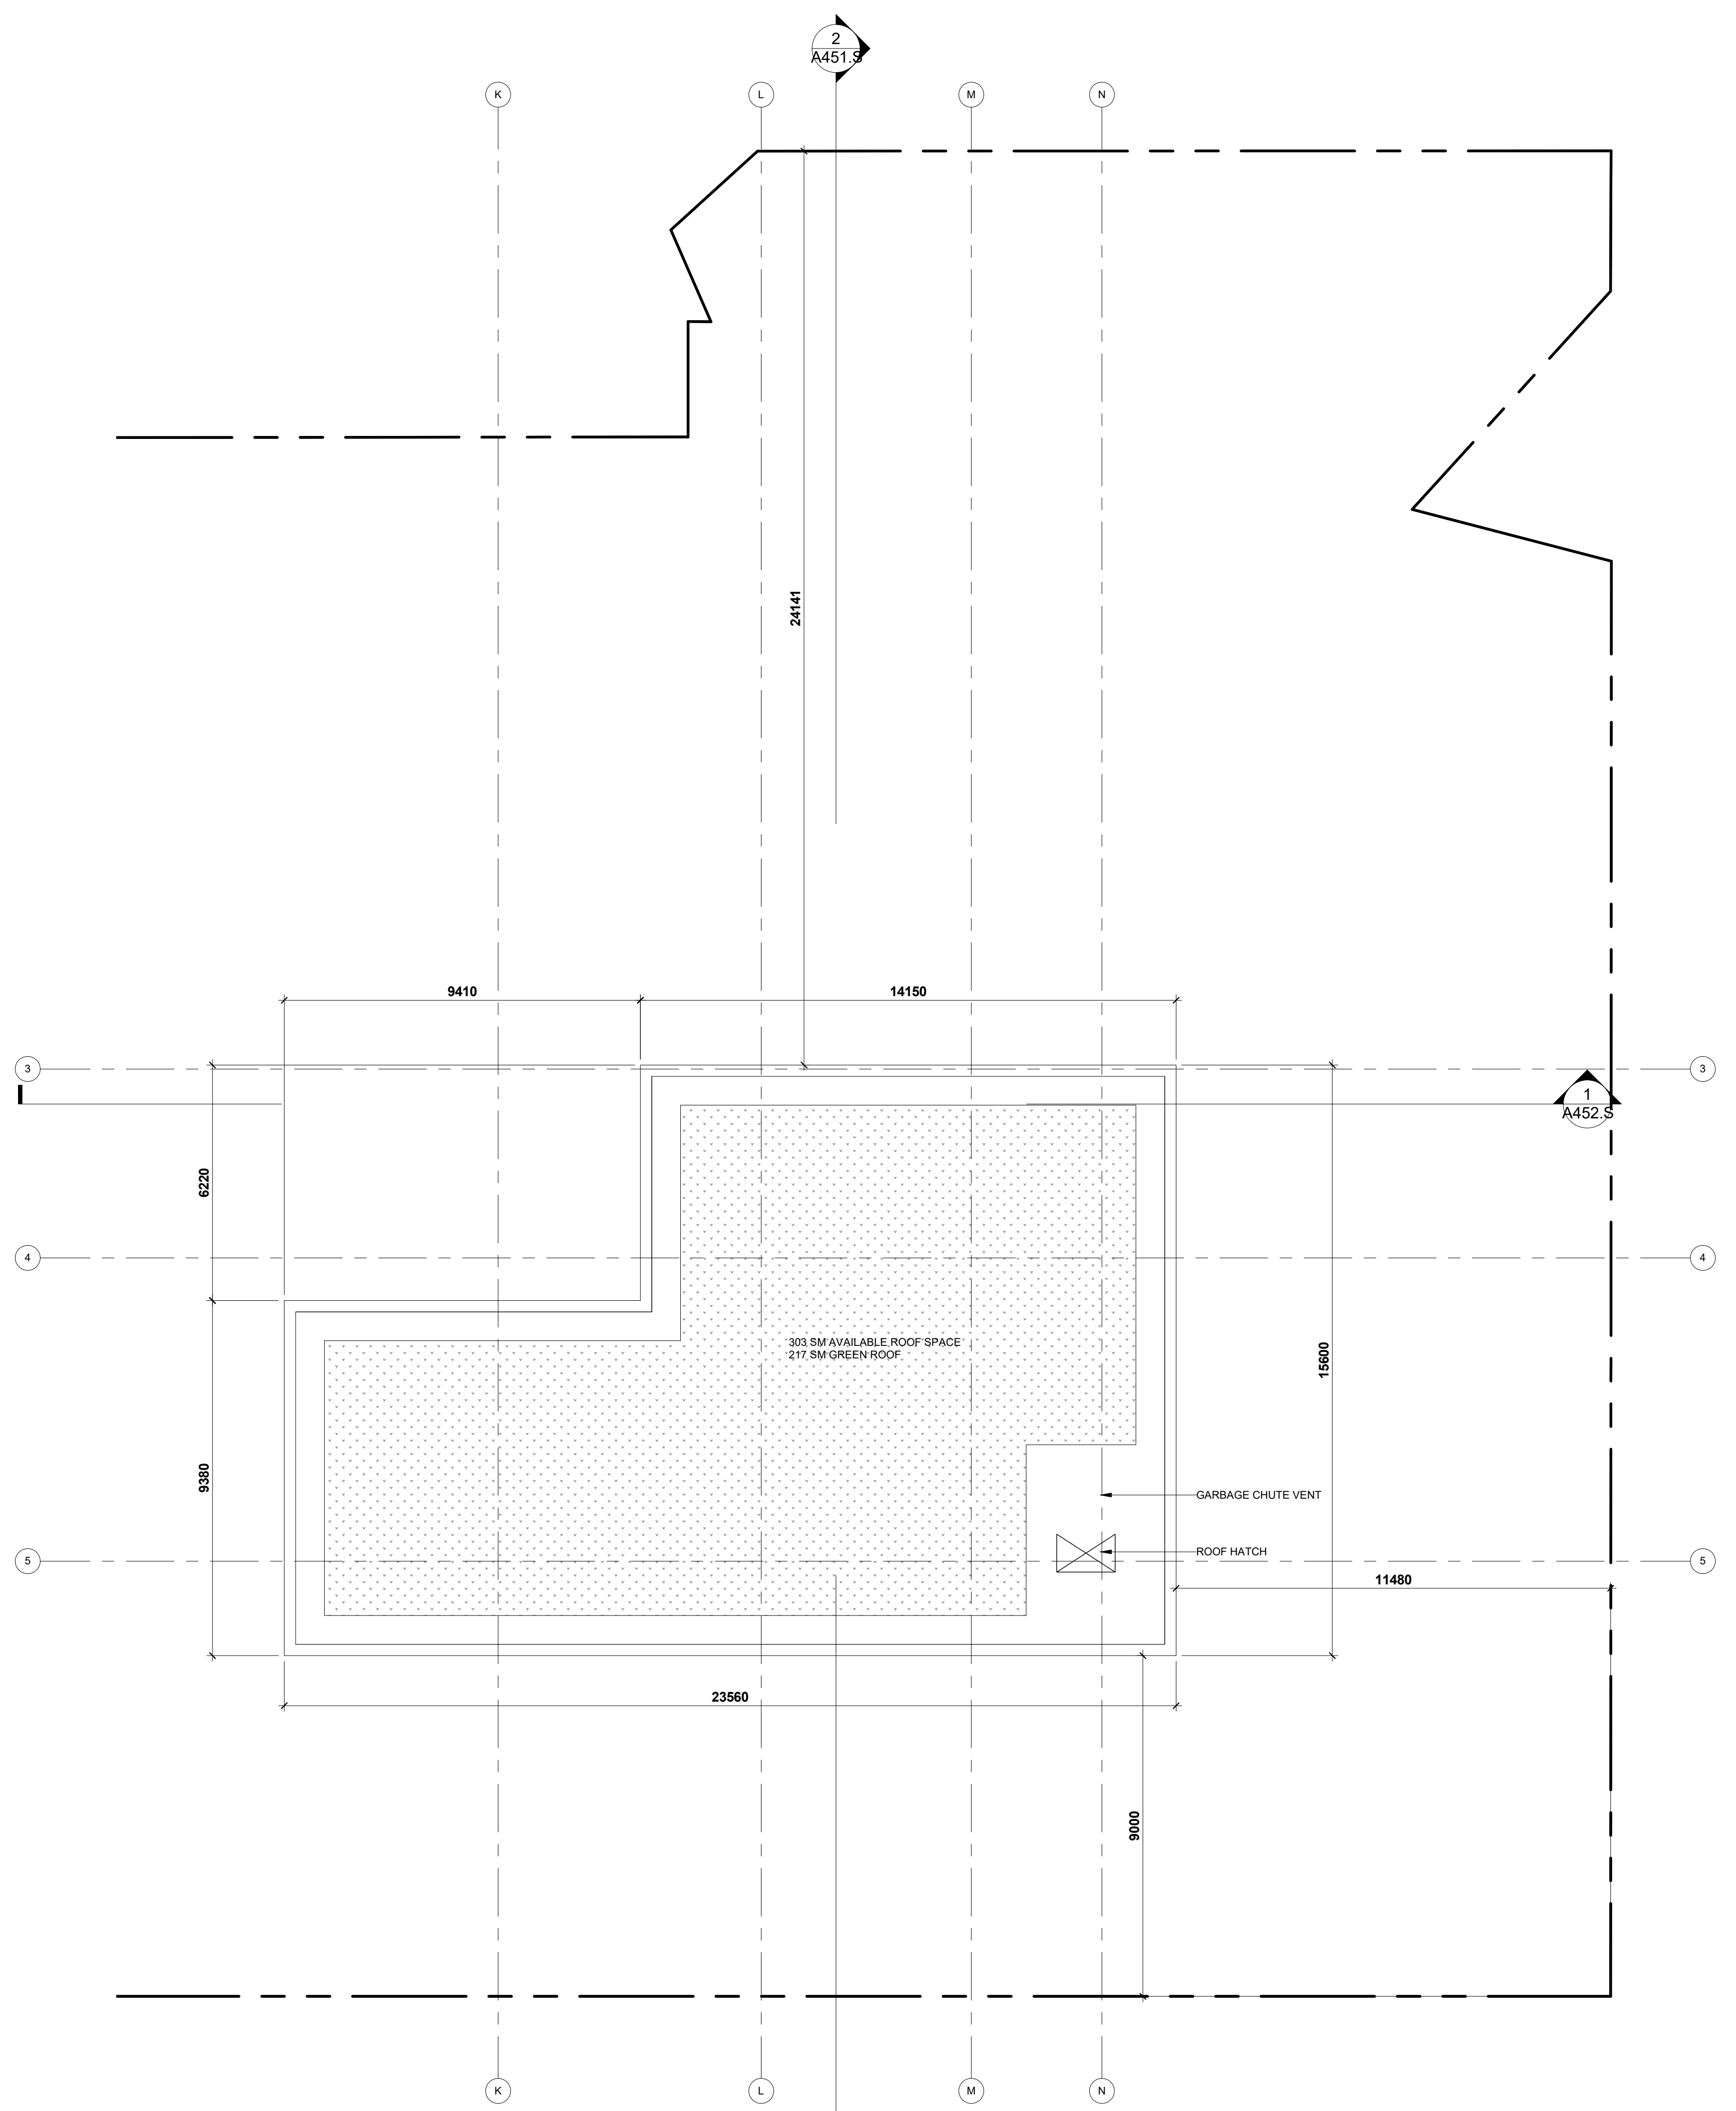 2
A451.S
K
L
M
N
24141
9410
14150
3
3
1
A452.S
6220
4
4
303 SM AVAILABLE ROOF SPACE
217 SM GREEN ROOF
15600
9380
GARBAGE CHUTE VENT
ROOF HATCH
5
5
11480
23560
9000
K
L
M
N